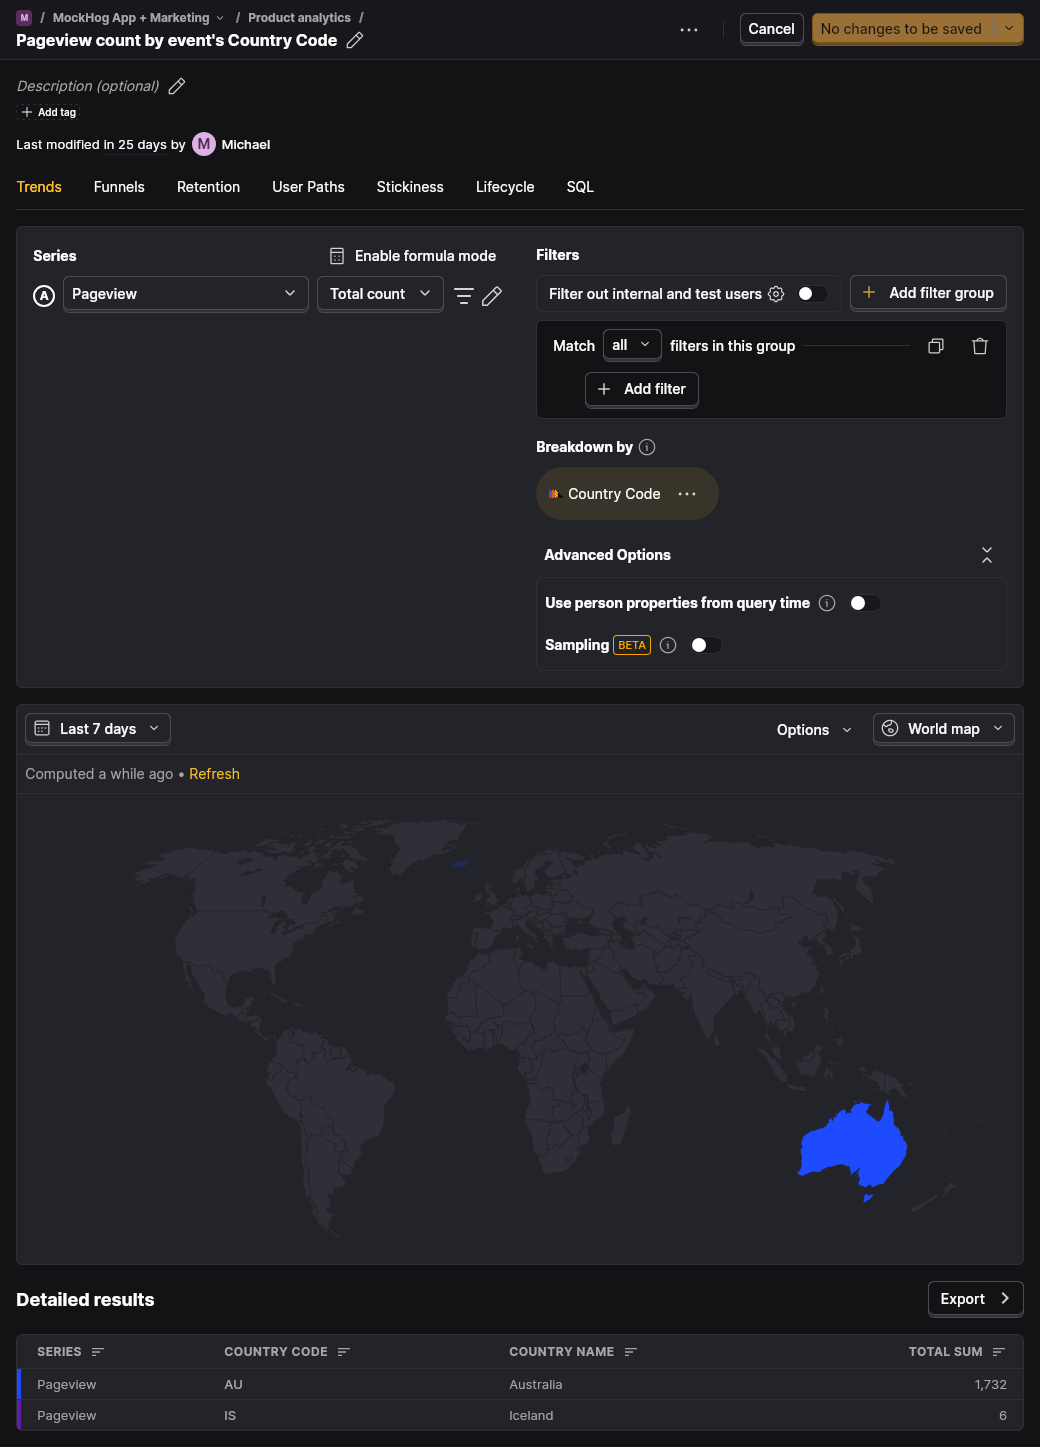 M / MockHog App + Marketing / Product analytics /
Pageview count by event's Country Code
Cancel
No changes to be saved
Description (optional)
Add tag
Last modified in 25 days by M Michael
Trends Funnels Retention User Paths Stickiness Lifecycle SQL
Series
Enable formula mode
A Pageview Total count
Filters
Filter out internal and test users
Add filter group
Match all filters in this group
Add filter
Breakdown by
Country Code
Advanced Options
Use person properties from query time
Sampling BETA
Last 7 days
Options
World map
Computed a while ago • Refresh
Detailed results
Export
SERIES COUNTRY CODE COUNTRY NAME TOTAL SUM
Pageview AU Australia 1,732
Pageview IS Iceland 6